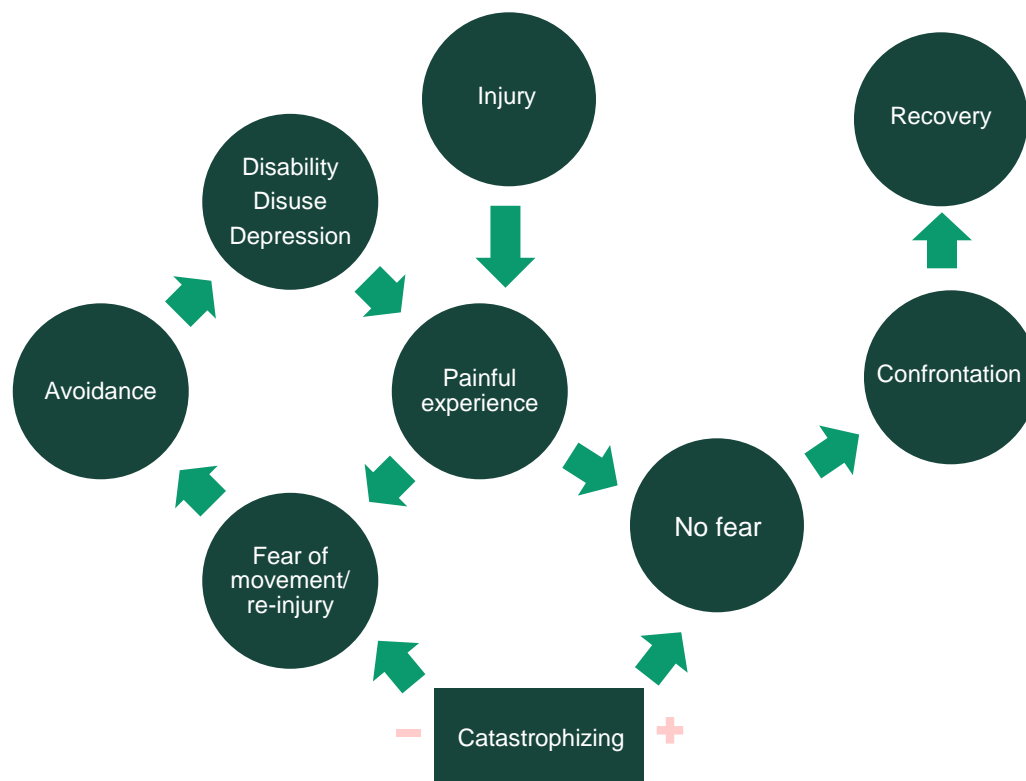 Injury
Recovery
Disability
Disuse
Depression
Avoidance
Painful
experience
Confrontation
Fear of
movement/
re-injury
No fear
− Catastrophizing +